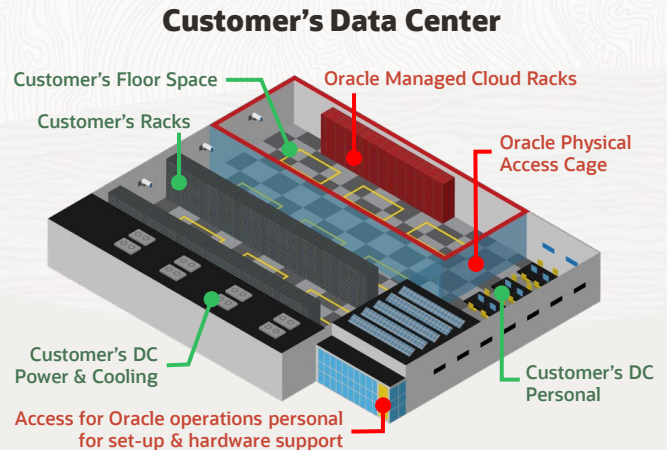 Customer’s Data Center
Customer’s Floor Space
Oracle Managed Cloud Racks
Customer’s Racks
Oracle Physical
Access Cage
Customer’s DC
Power & Cooling
Customer’s DC
Personal
Access for Oracle operations personal
for set-up & hardware support